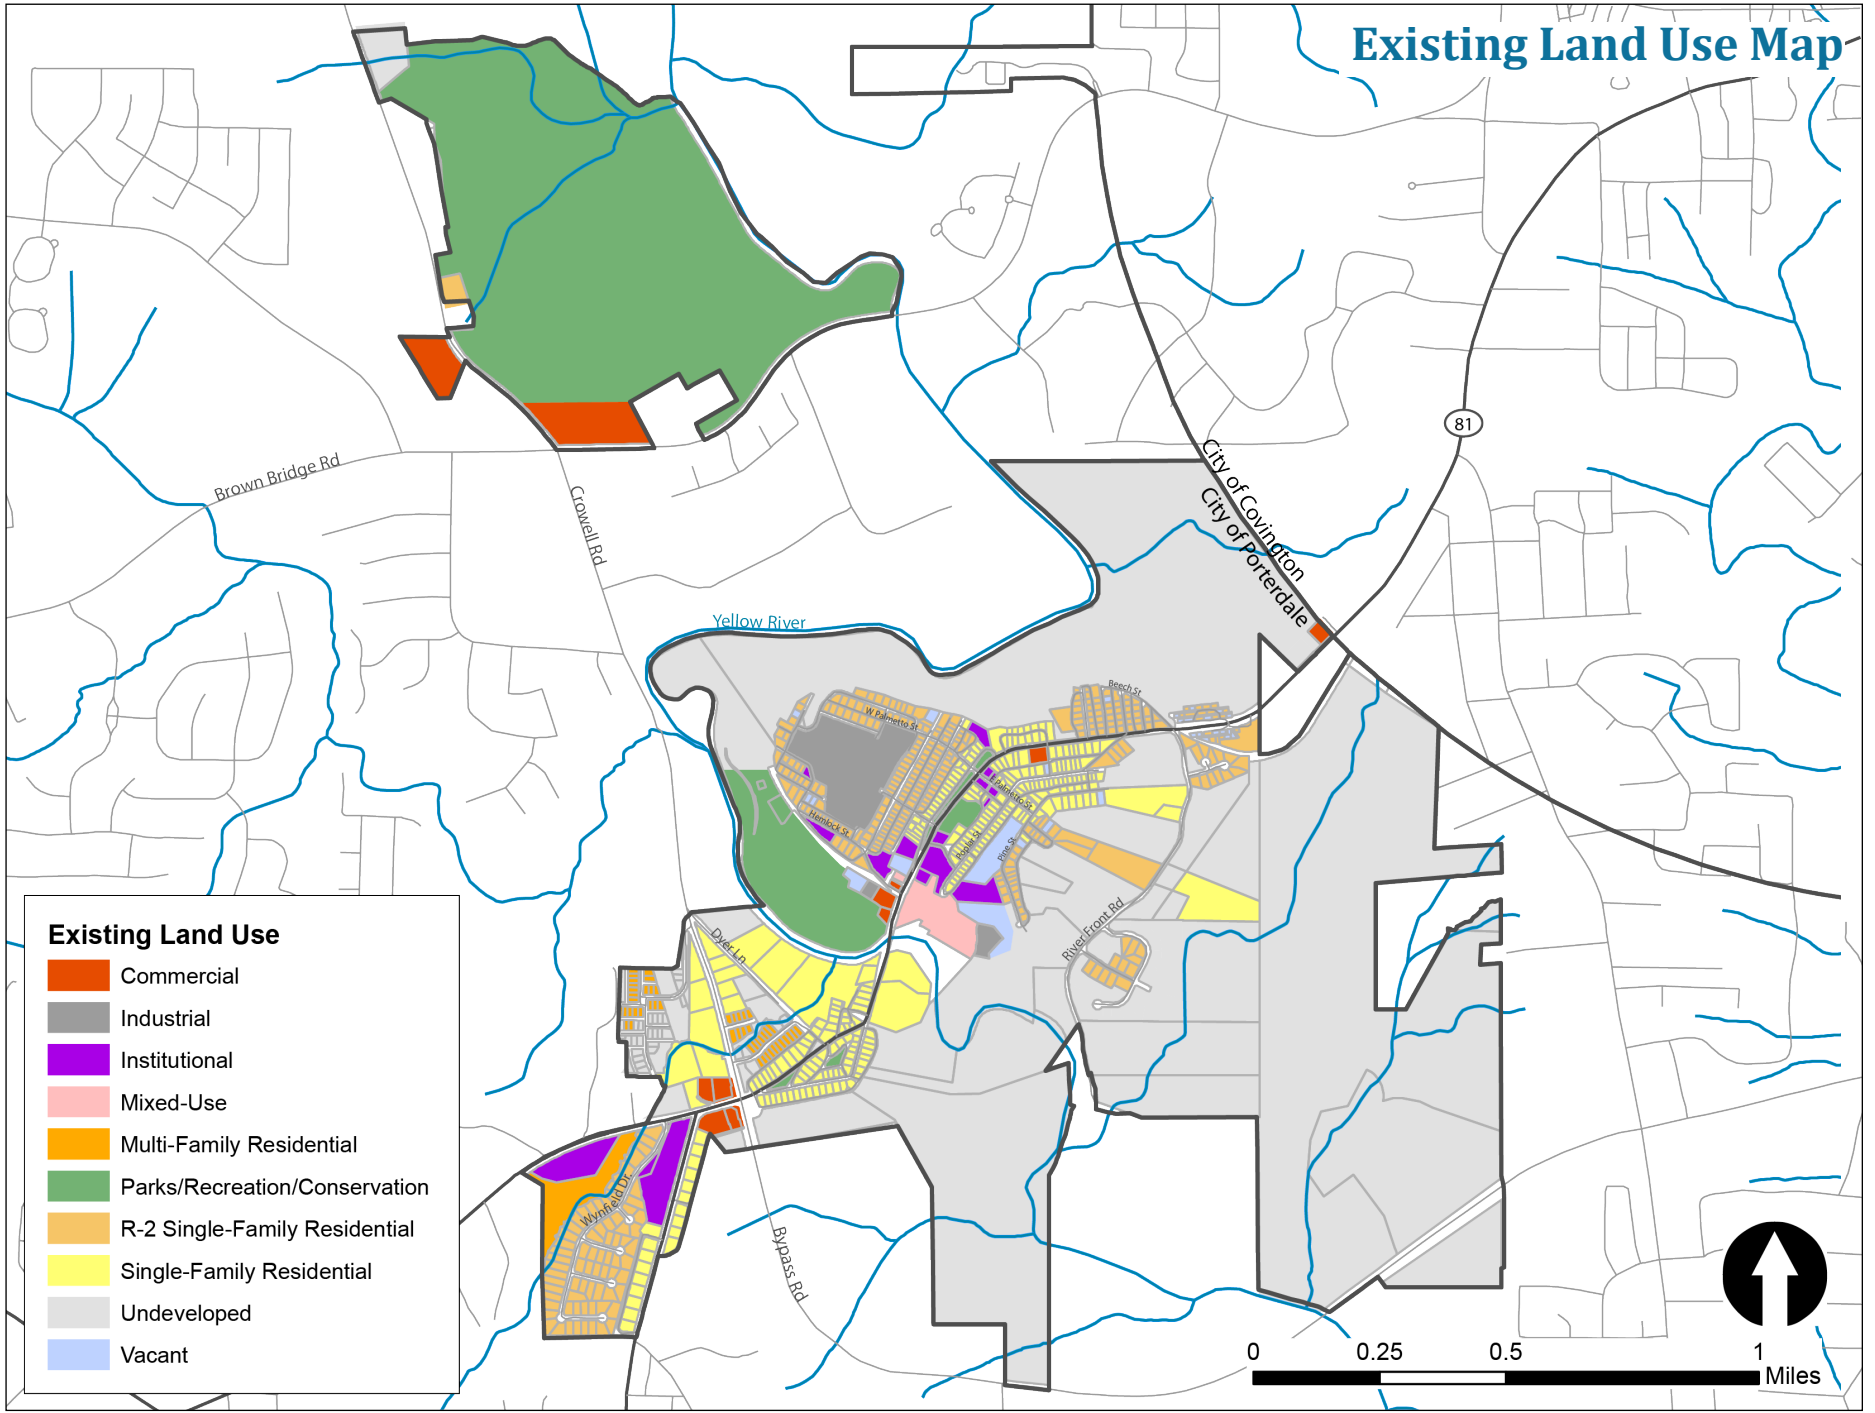 Existing Land Use Map
81
Brown Bridge Rd
Crowell Rd
City of Covington
City of Porterdale
Yellow River
Beech St
W Palmetto St
E Palmetto St
Hemlock St
Poplar St
Pine St
River Front Rd
Dyer Ln
Wynfield Dr
Bypass Rd
Existing Land Use
Commercial
Industrial
Institutional
Mixed-Use
Multi-Family Residential
Parks/Recreation/Conservation
R-2 Single-Family Residential
Single-Family Residential
Undeveloped
Vacant
0 0.25 0.5 1
Miles